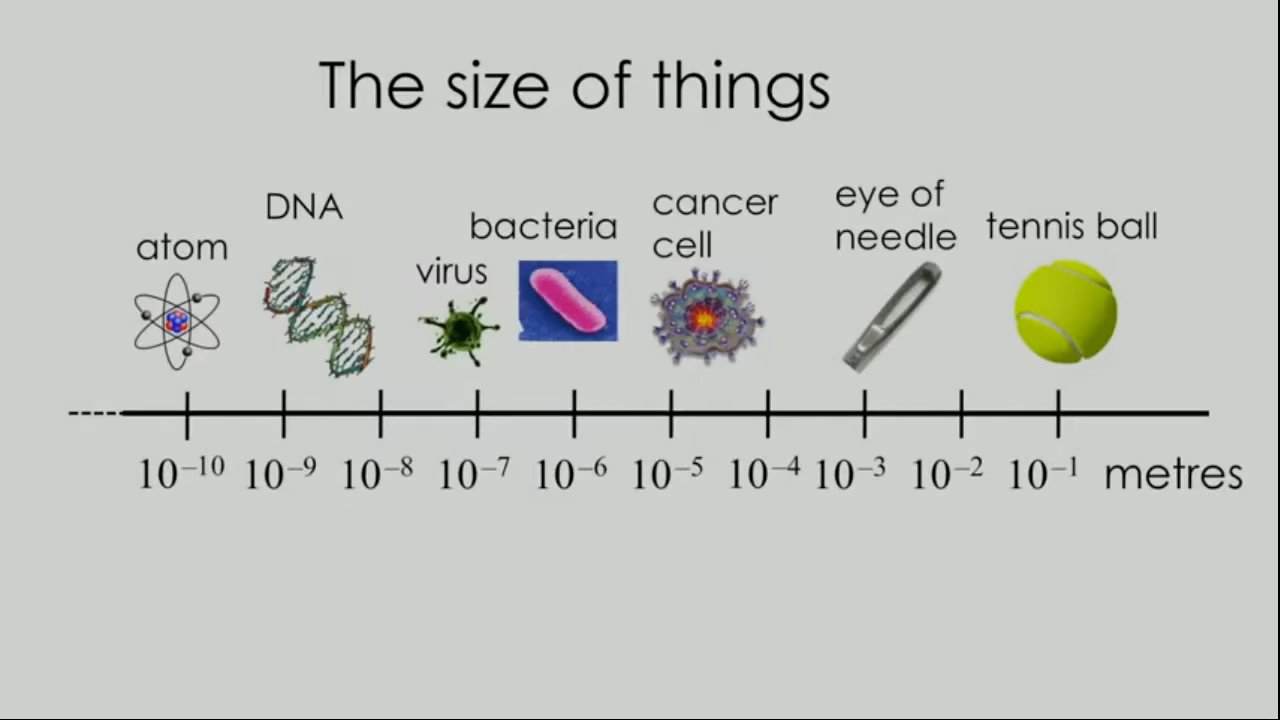 The size of things
atom
DNA
virus
bacteria
cancer
cell
eye of
needle
tennis ball
10⁻¹⁰ 10⁻⁹ 10⁻⁸ 10⁻⁷ 10⁻⁶ 10⁻⁵ 10⁻⁴ 10⁻³ 10⁻² 10⁻¹ metres